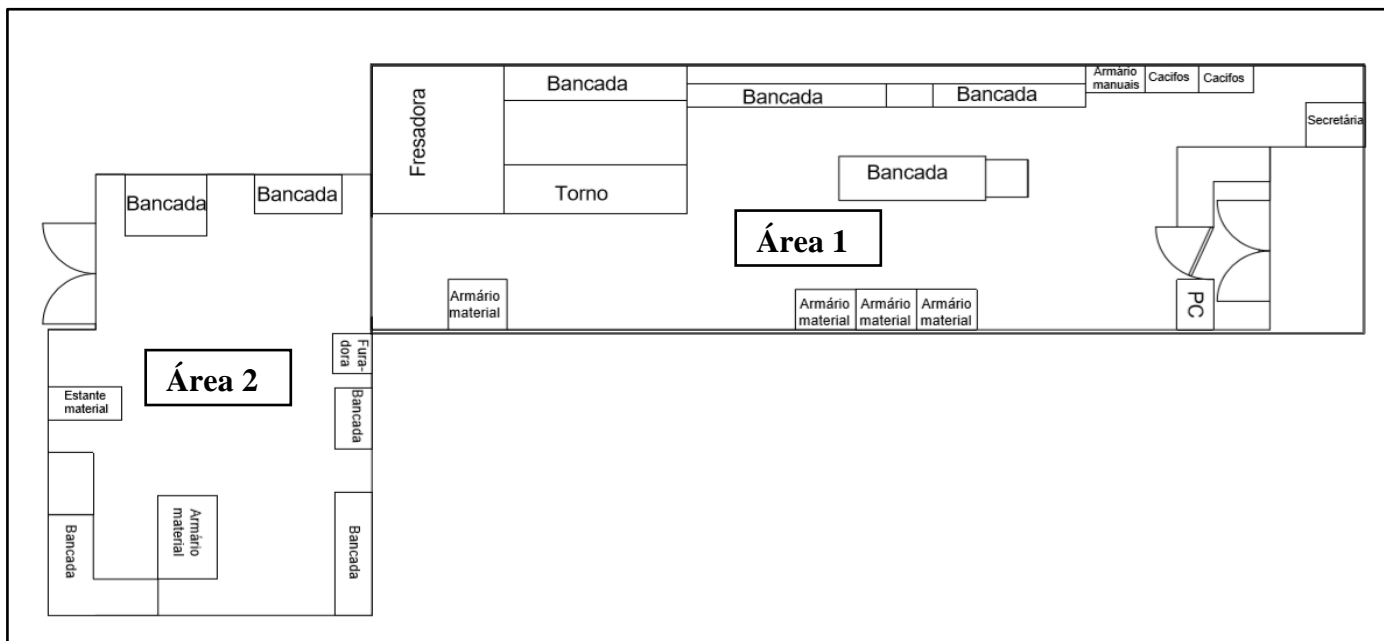 Fresadora
Bancada
Torno
Bancada
Bancada
Armário
manuais
Cacifos
Cacifos
Secretária
Bancada
Área 1
Armário
material
Armário
material
Armário
material
Armário
material
PC
Bancada
Bancada
Fura-
dora
Área 2
Estante
material
Bancada
Bancada
Armário
material
Bancada